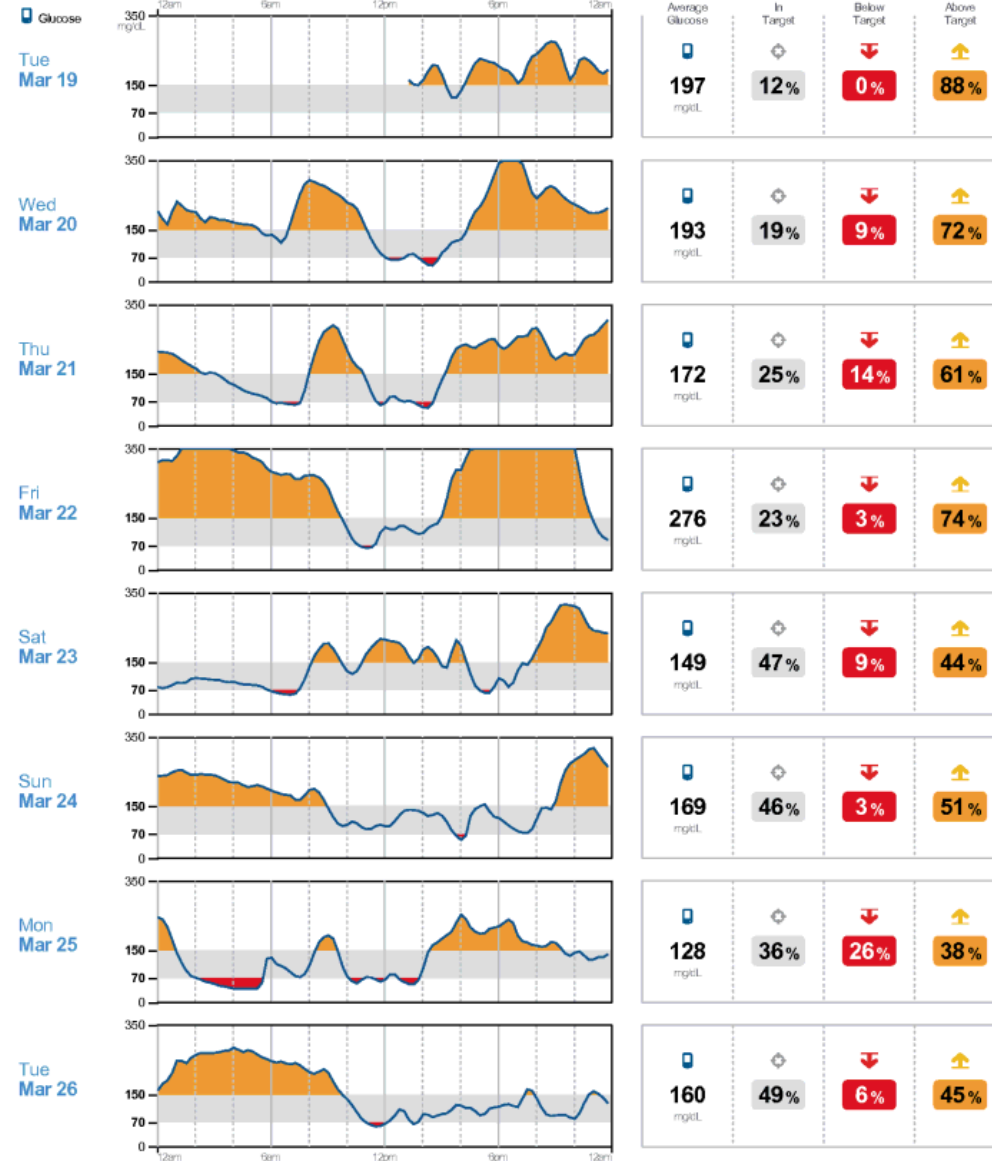 Glucose
350
mg/dL
12am
6am
12pm
6pm
12am
Average Glucose
In Target
Below Target
Above Target
Tue
Mar 19
150
70
0
197
mg/dL
12%
0%
88%
Wed
Mar 20
350
150
70
0
193
mg/dL
19%
9%
72%
Thu
Mar 21
350
150
70
0
172
mg/dL
25%
14%
61%
Fri
Mar 22
350
150
70
0
276
mg/dL
23%
3%
74%
Sat
Mar 23
350
150
70
0
149
mg/dL
47%
9%
44%
Sun
Mar 24
350
150
70
0
169
mg/dL
46%
3%
51%
Mon
Mar 25
350
150
70
0
128
mg/dL
36%
26%
38%
Tue
Mar 26
350
150
70
0
160
mg/dL
49%
6%
45%
12am
6am
12pm
6pm
12am